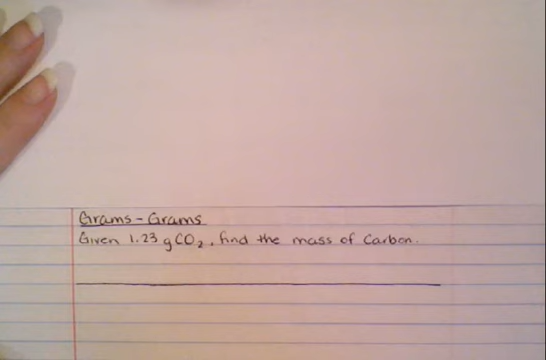 Grams - Grams
Given 1.23 g CO₂, find the mass of Carbon.